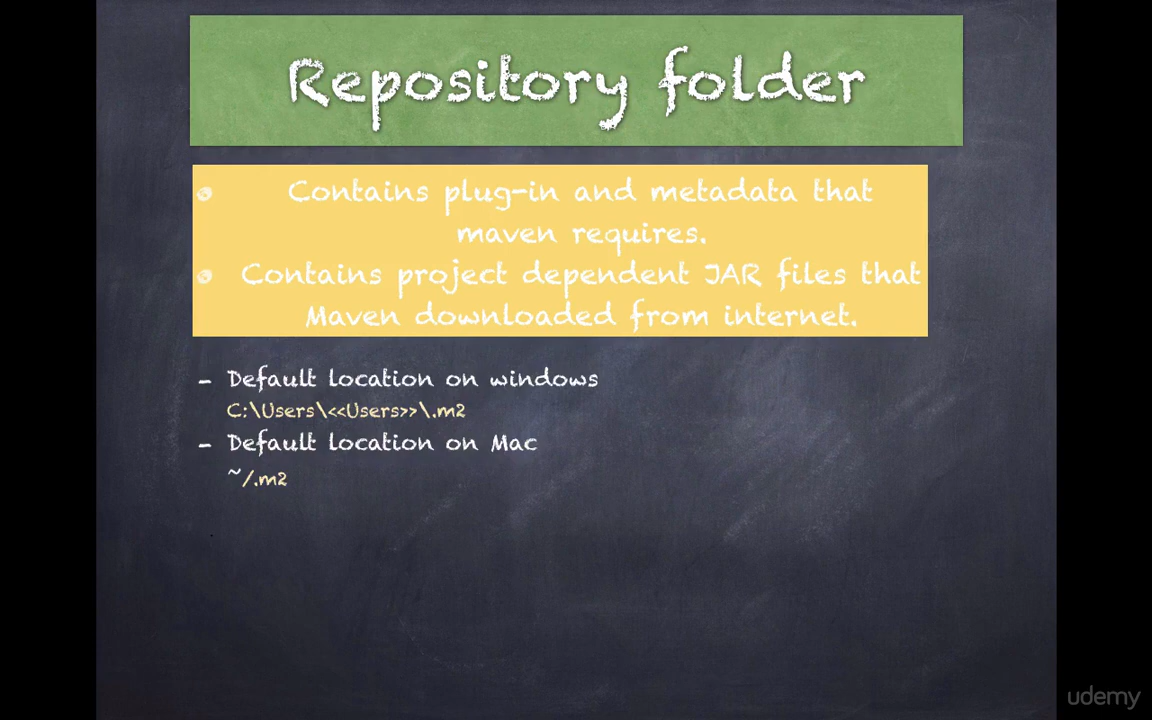 Repository folder
Contains plug-in and metadata that
maven requires.
Contains project dependent JAR files that
Maven downloaded from internet.
- Default location on windows
C:\Users\<<Users>>\.m2
- Default location on Mac
~/.m2
udemy